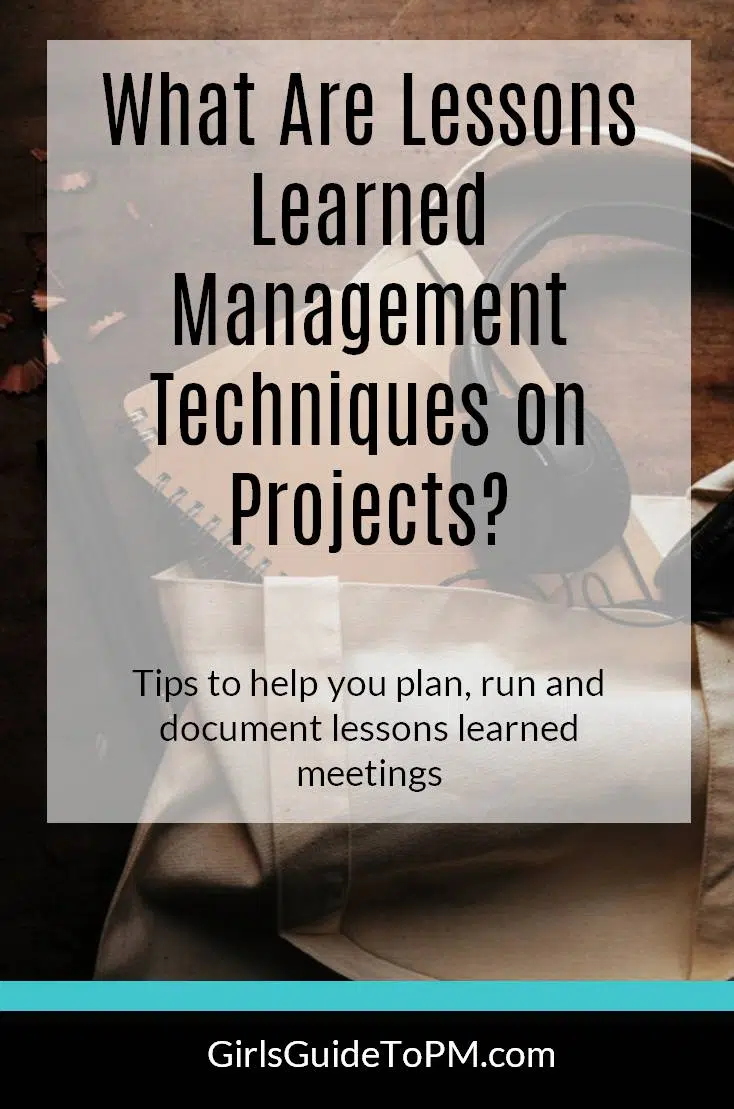 What Are Lessons
Learned
Management
Techniques on
Projects?
Tips to help you plan, run and
document lessons learned
meetings
GirlsGuideToPM.com